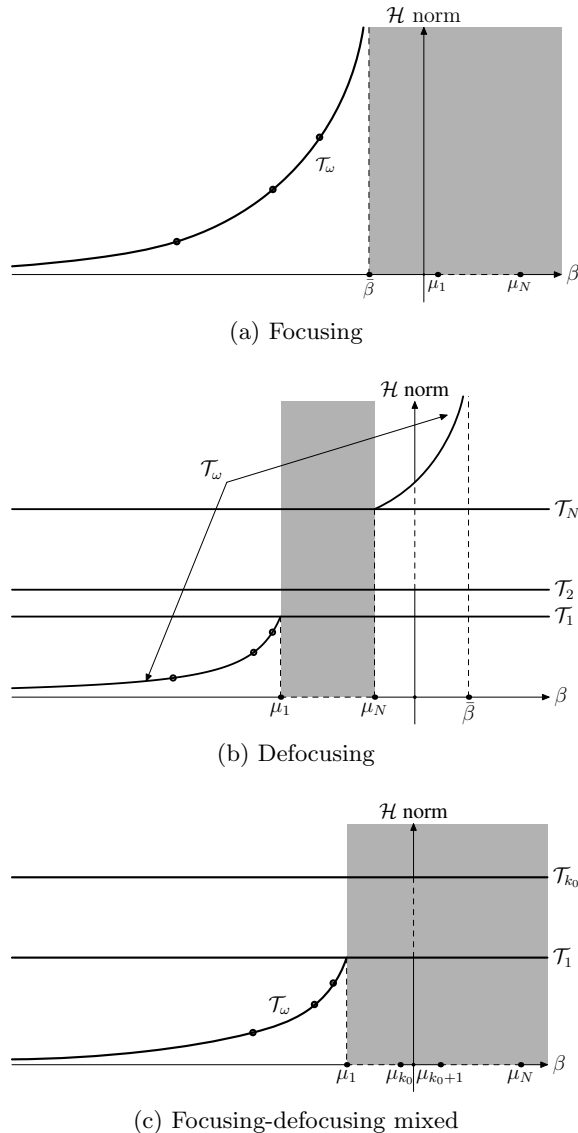 ℋ norm
𝒯_ω
β̄ μ_1 μ_N β
(a) Focusing
ℋ norm
𝒯_ω
𝒯_N
𝒯_2
𝒯_1
μ_1 μ_N β̄ β
(b) Defocusing
ℋ norm
𝒯_{k_0}
𝒯_1
𝒯_ω
μ_1 μ_{k_0} μ_{k_0+1} μ_N β
(c) Focusing-defocusing mixed